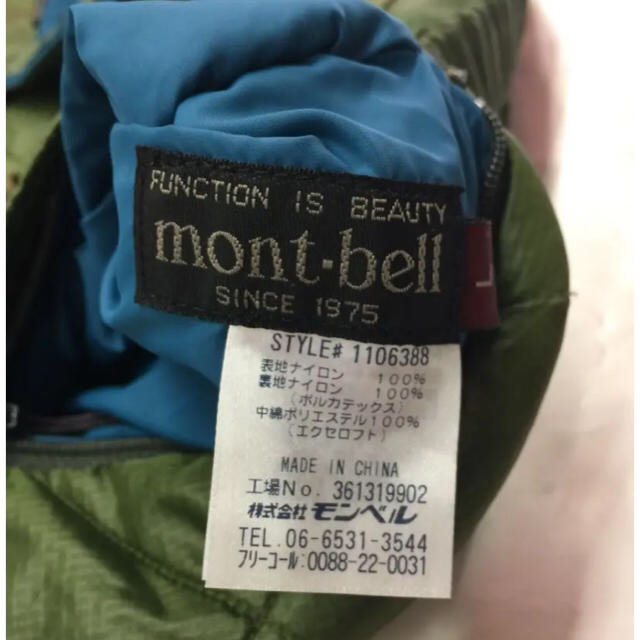 FUNCTION IS BEAUTY
mont-bell
SINCE 1975
L
STYLE# 1106388
表地ナイロン 100%
裏地ナイロン 100%
(ポルカテックス)
中綿ポリエステル100%
(エクセロフト)
MADE IN CHINA
工場No. 361319902
株式会社 モンベル
TEL. 06-6531-3544
フリーコール:0088-22-0031